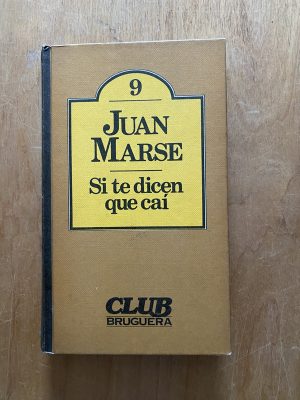 9
JUAN
MARSE
Si te dicen
que caí
CLUB
BRUGUERA